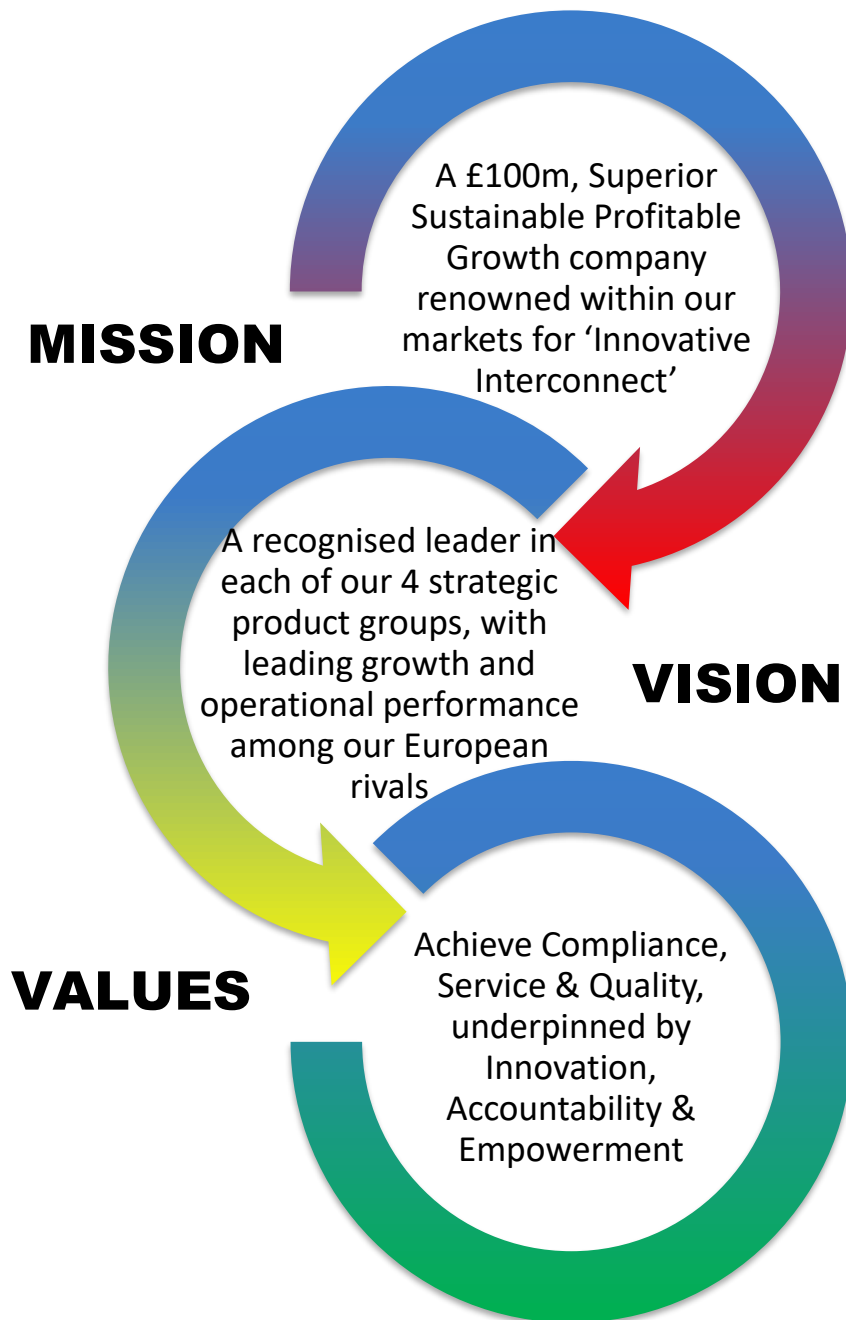 A £100m, Superior
Sustainable Profitable
Growth company
renowned within our
markets for ‘Innovative
Interconnect’
MISSION
A recognised leader in
each of our 4 strategic
product groups, with
leading growth and
operational performance
among our European
rivals
VISION
Achieve Compliance,
Service & Quality,
underpinned by
Innovation,
Accountability &
Empowerment
VALUES